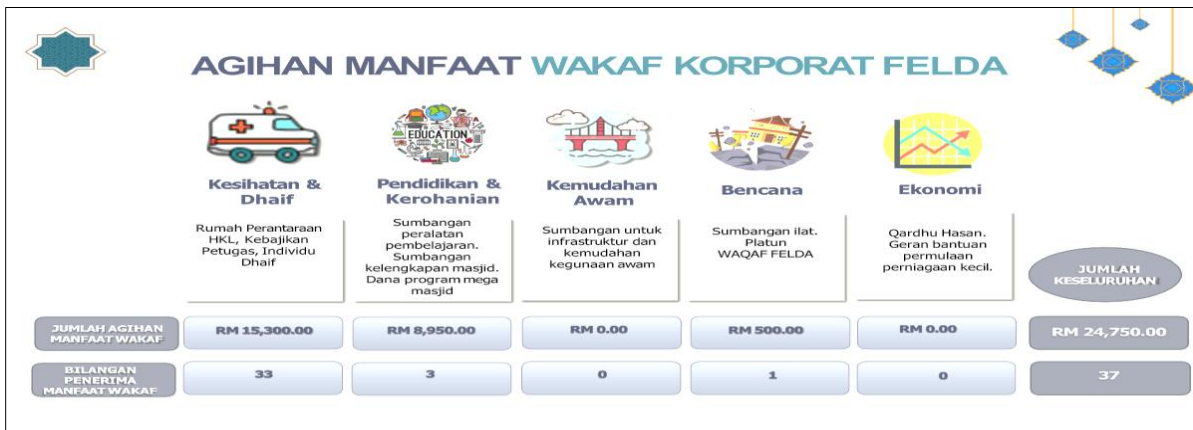 AGIHAN MANFAAT WAKAF KORPORAT FELDA
EDUCATION
Kesihatan &
Dhaif
Rumah Perantaraan
HKL, Kebajikan
Petugas, Individu
Dhaif
Pendidikan &
Kerohanian
Sumbangan
peralatan
pembelajaran.
Sumbangan
kelengkapan masjid.
Dana program mega
masjid
Kemudahan
Awam
Sumbangan untuk
infrastruktur dan
kemudahan
kegunaan awam
Bencana
Sumbangan ilat.
Platun
WAQAF FELDA
Ekonomi
Qardhu Hasan.
Geran bantuan
permulaan
perniagaan kecil.
JUMLAH
KESELURUHAN
JUMLAH AGIHAN
MANFAAT WAKAF
RM 15,300.00
RM 8,950.00
RM 0.00
RM 500.00
RM 0.00
RM 24,750.00
BILANGAN
PENERIMA
MANFAAT WAKAF
33
3
0
1
0
37